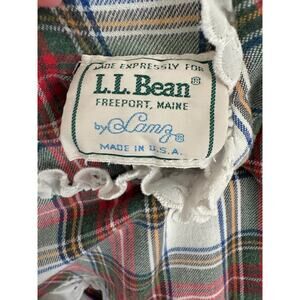 MADE EXPRESSLY FOR
L.L.Bean®
FREEPORT, MAINE
by Lanz®
MADE IN U.S.A.